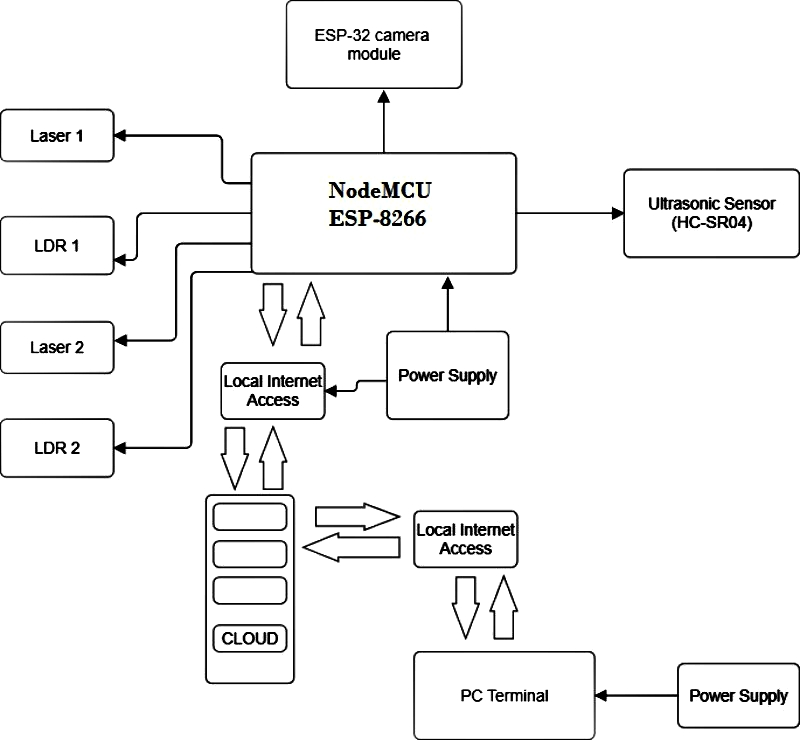 ESP-32 camera
module
Laser 1
NodeMCU
ESP-8266
Ultrasonic Sensor
(HC-SR04)
LDR 1
Laser 2
Local Internet
Access
Power Supply
LDR 2
Local Internet
Access
CLOUD
PC Terminal
Power Supply